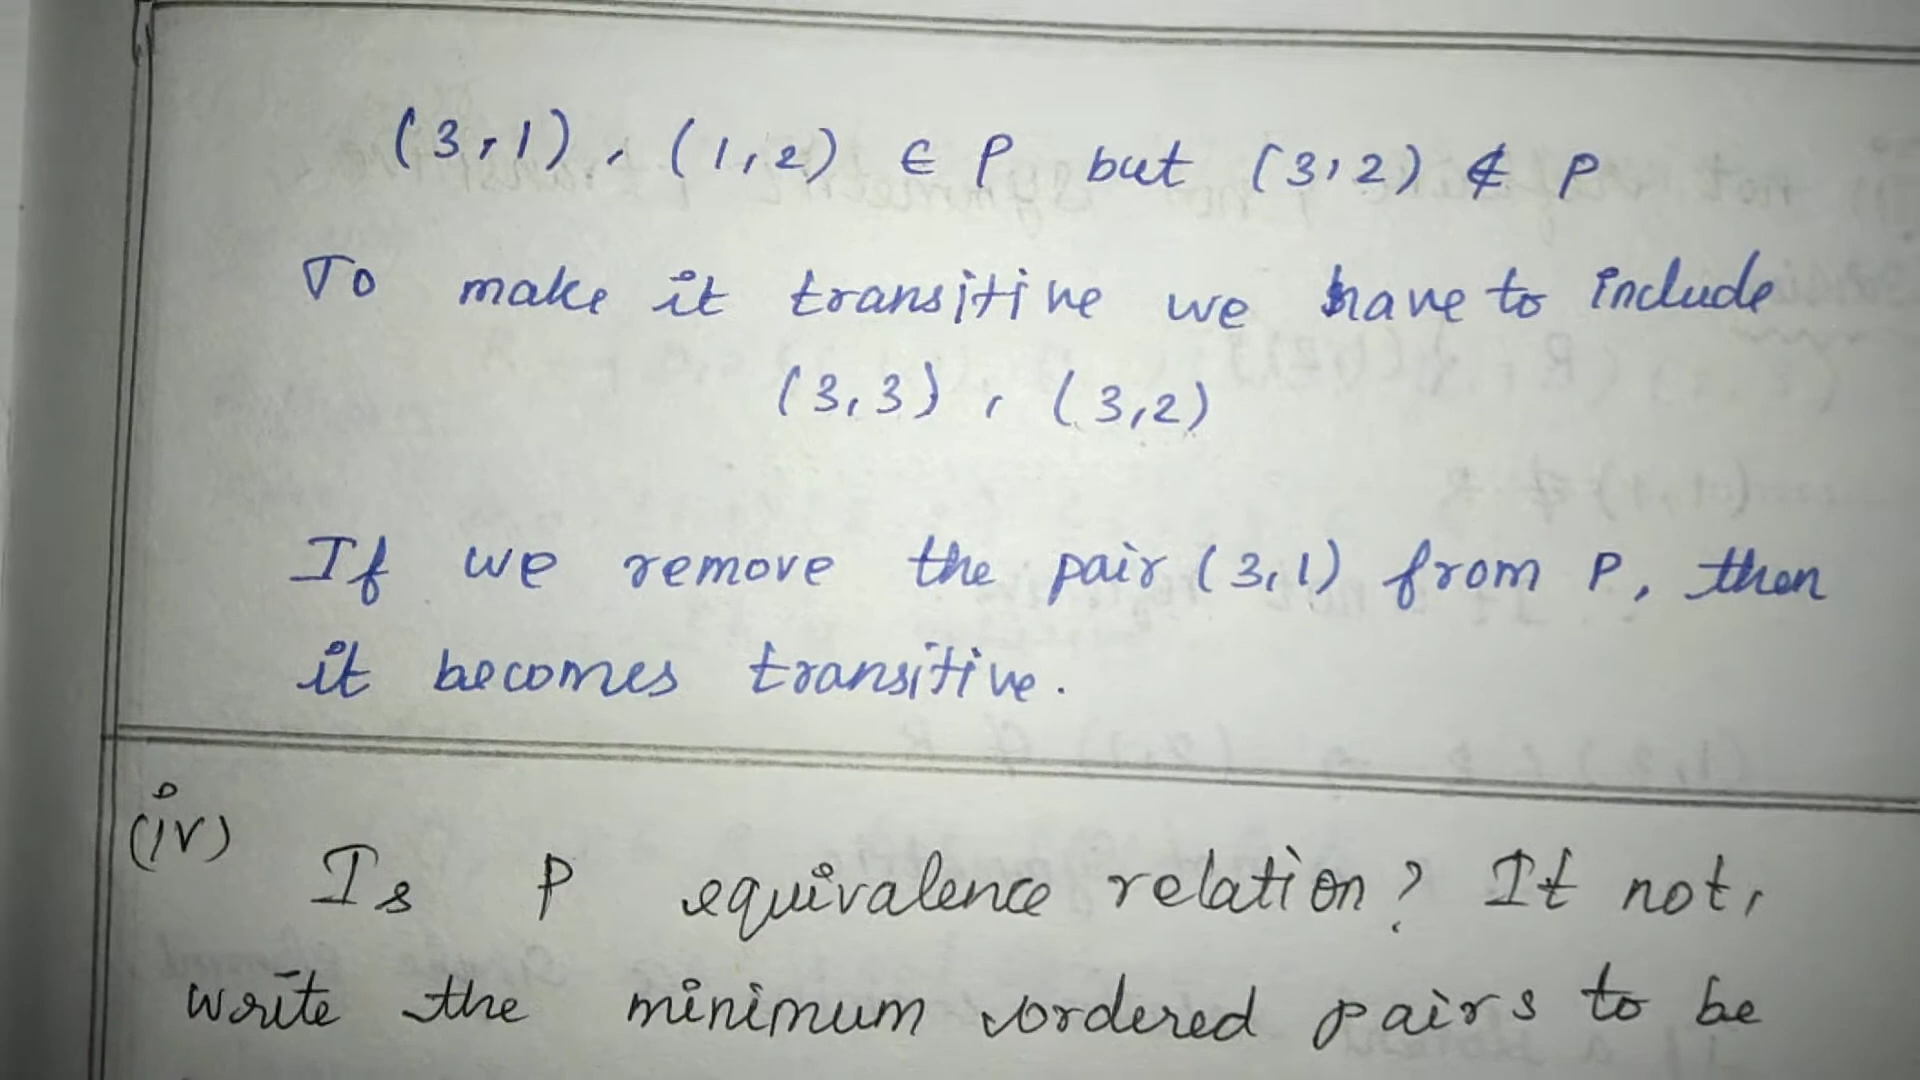 (3,1), (1,2) ∈ P but (3,2) ∉ P
To make it transitive we have to include
(3,3), (3,2)
If we remove the pair (3,1) from P, then
it becomes transitive.
(iv) Is P equivalence relation? If not,
write the minimum ordered pairs to be